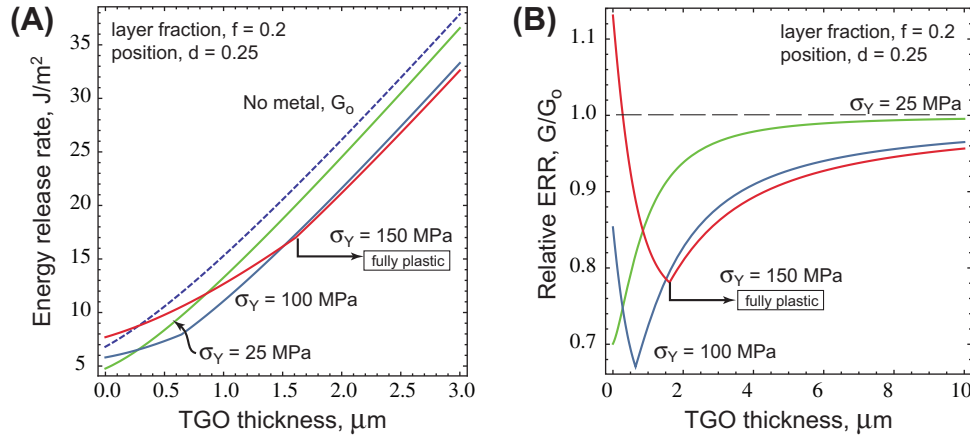 (A)
layer fraction, f = 0.2
position, d = 0.25
No metal, Gₒ
σY = 150 MPa
fully plastic
σY = 100 MPa
σY = 25 MPa
Energy release rate, J/m²
40
35
30
25
20
15
10
5
0.0 0.5 1.0 1.5 2.0 2.5 3.0
TGO thickness, μm
(B)
layer fraction, f = 0.2
position, d = 0.25
σY = 25 MPa
σY = 150 MPa
fully plastic
σY = 100 MPa
Relative ERR, G/Gₒ
1.1
1.0
0.9
0.8
0.7
0 2 4 6 8 10
TGO thickness, μm